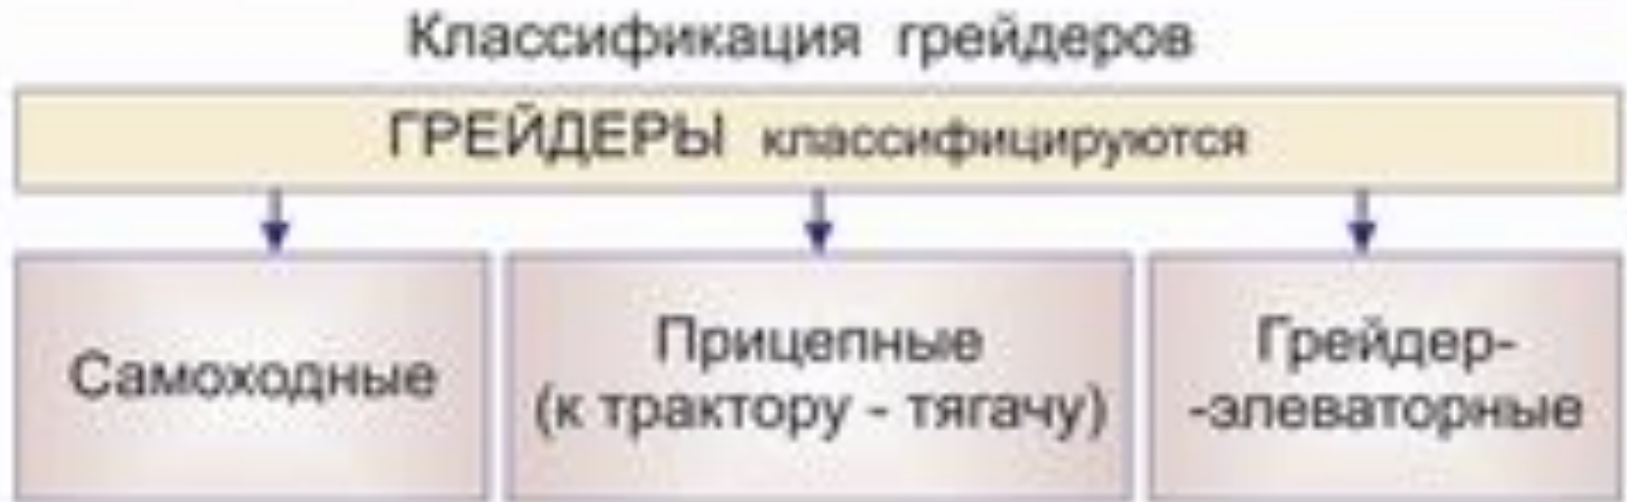 Классификация грейдеров
ГРЕЙДЕРЫ классифицируются
Самоходные
Прицепные
(к трактору - тягачу)
Грейдер-
-элеваторные